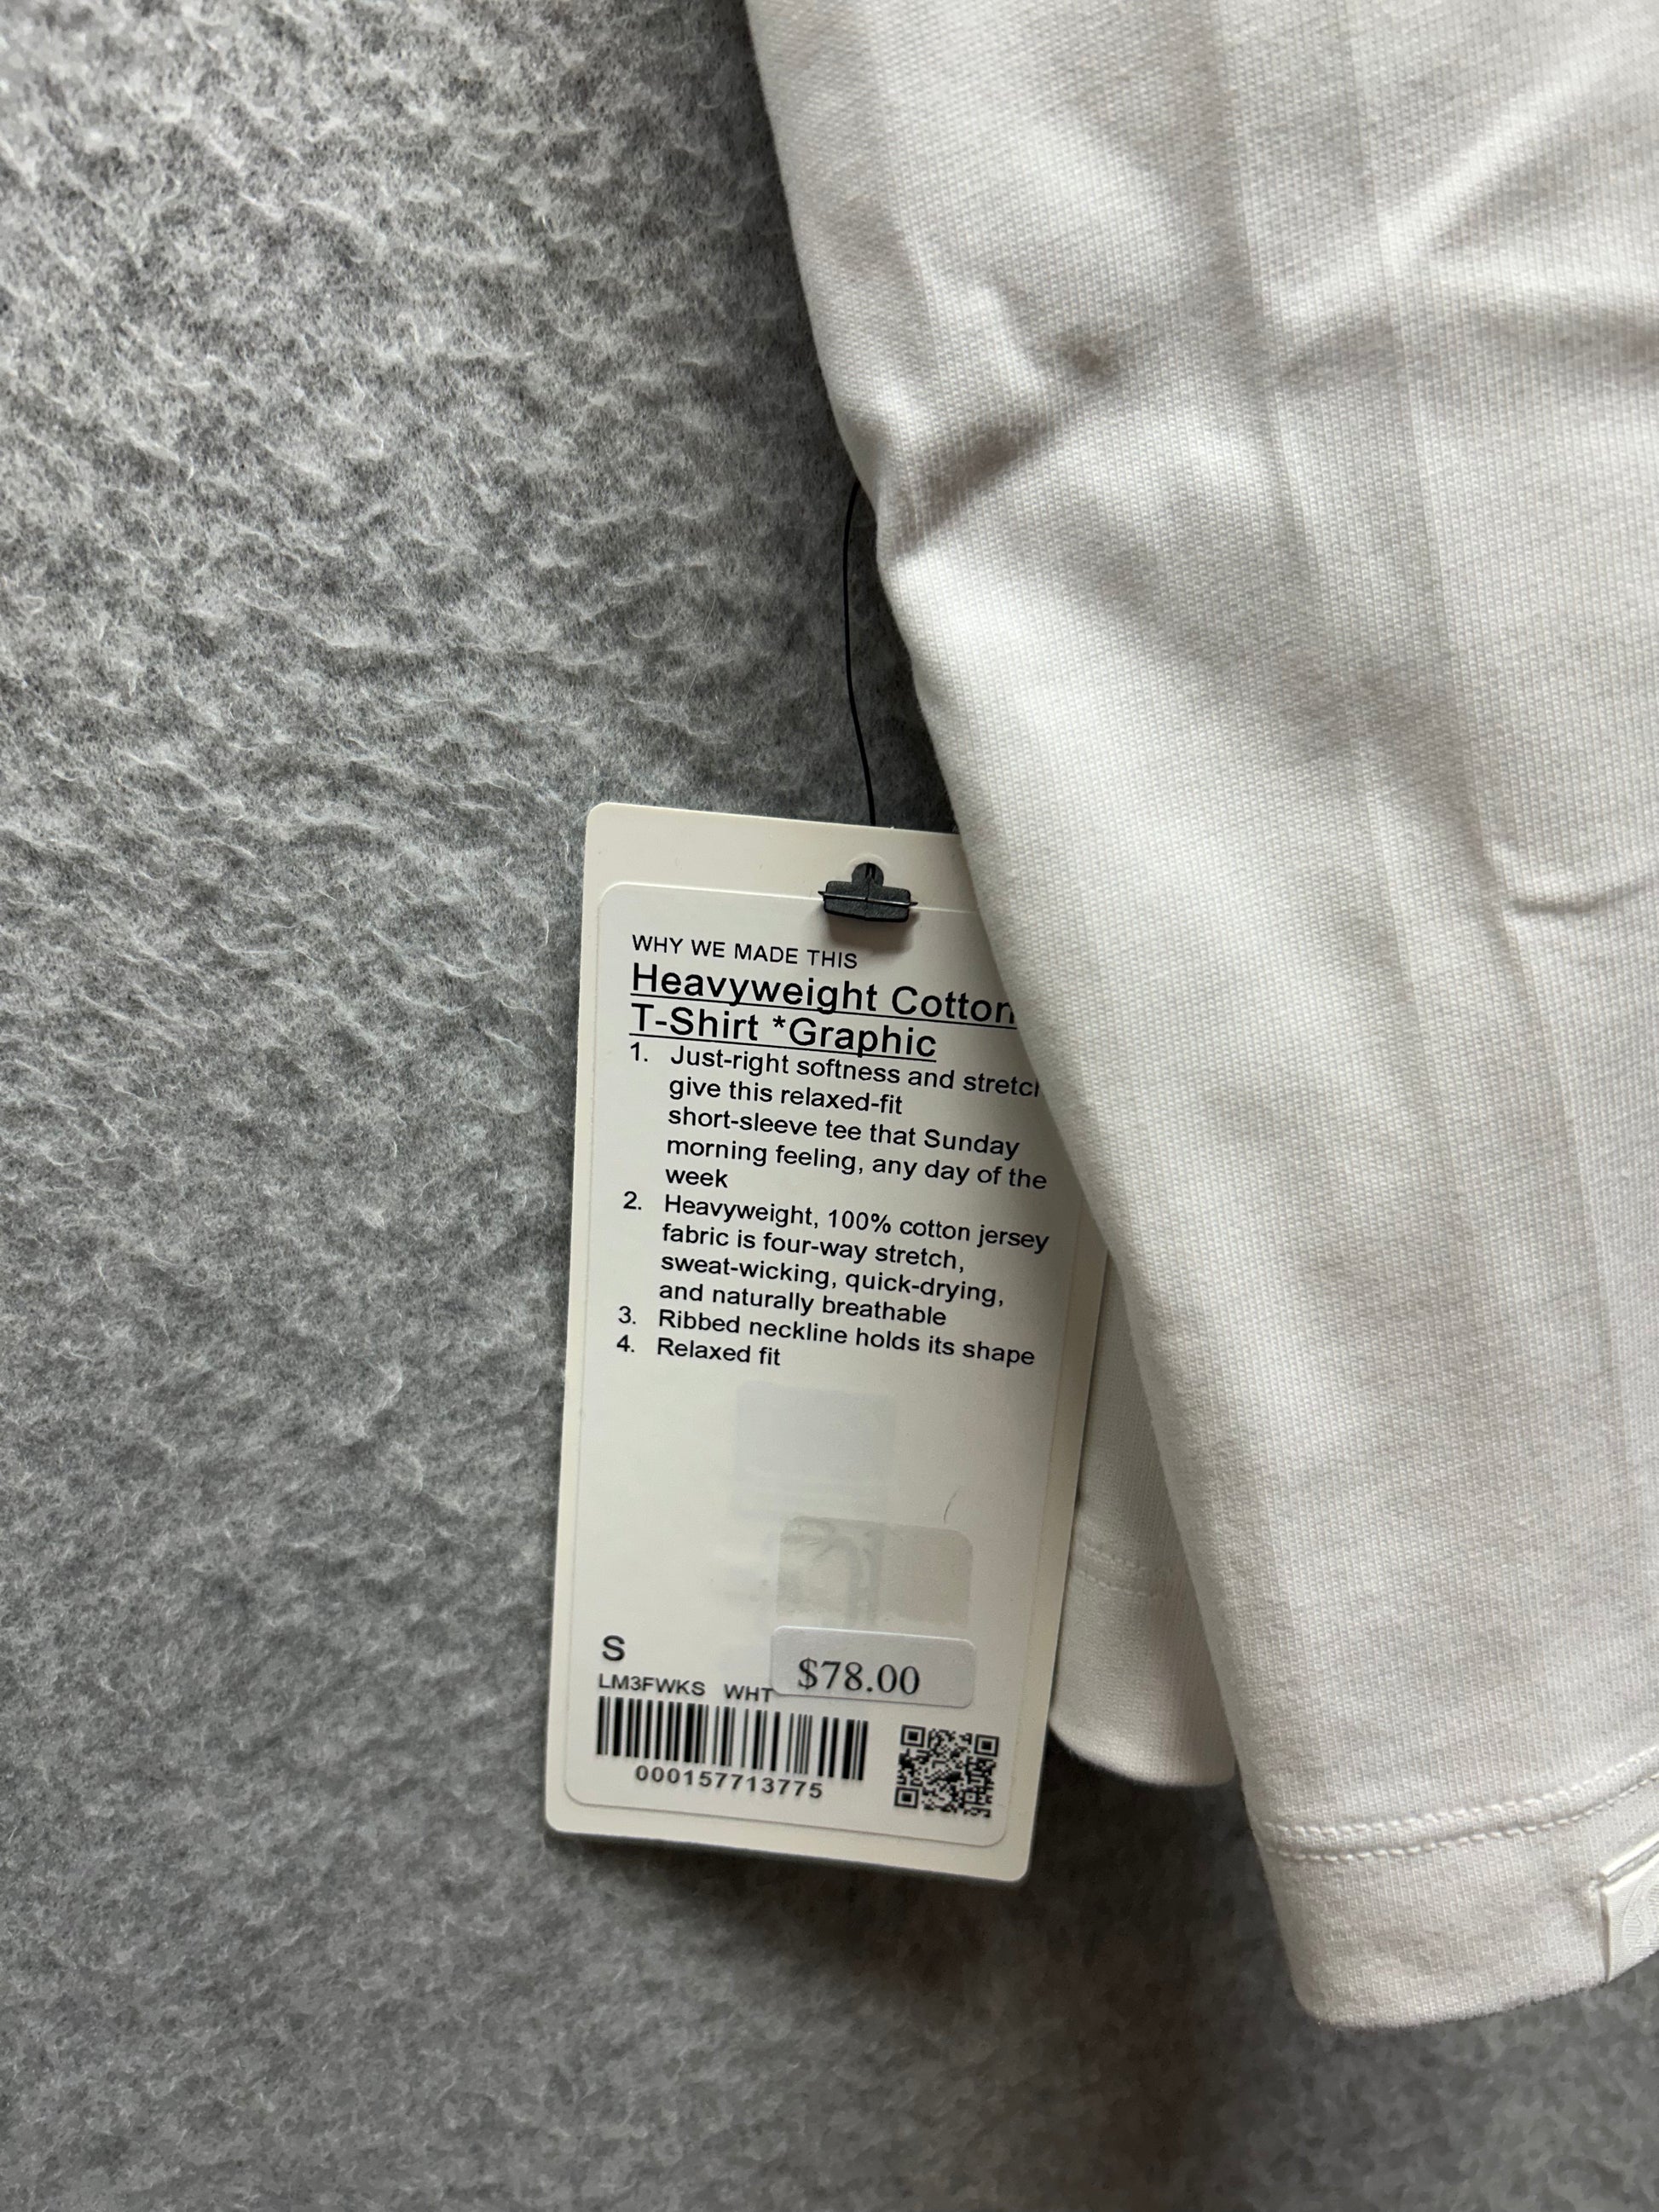 WHY WE MADE THIS
Heavyweight Cotton
T-Shirt *Graphic
1. Just-right softness and stretch
give this relaxed-fit
short-sleeve tee that Sunday
morning feeling, any day of the
week
2. Heavyweight, 100% cotton jersey
fabric is four-way stretch,
sweat-wicking, quick-drying,
and naturally breathable
3. Ribbed neckline holds its shape
4. Relaxed fit
S
$78.00
LM3FWKS WHT
000157713775